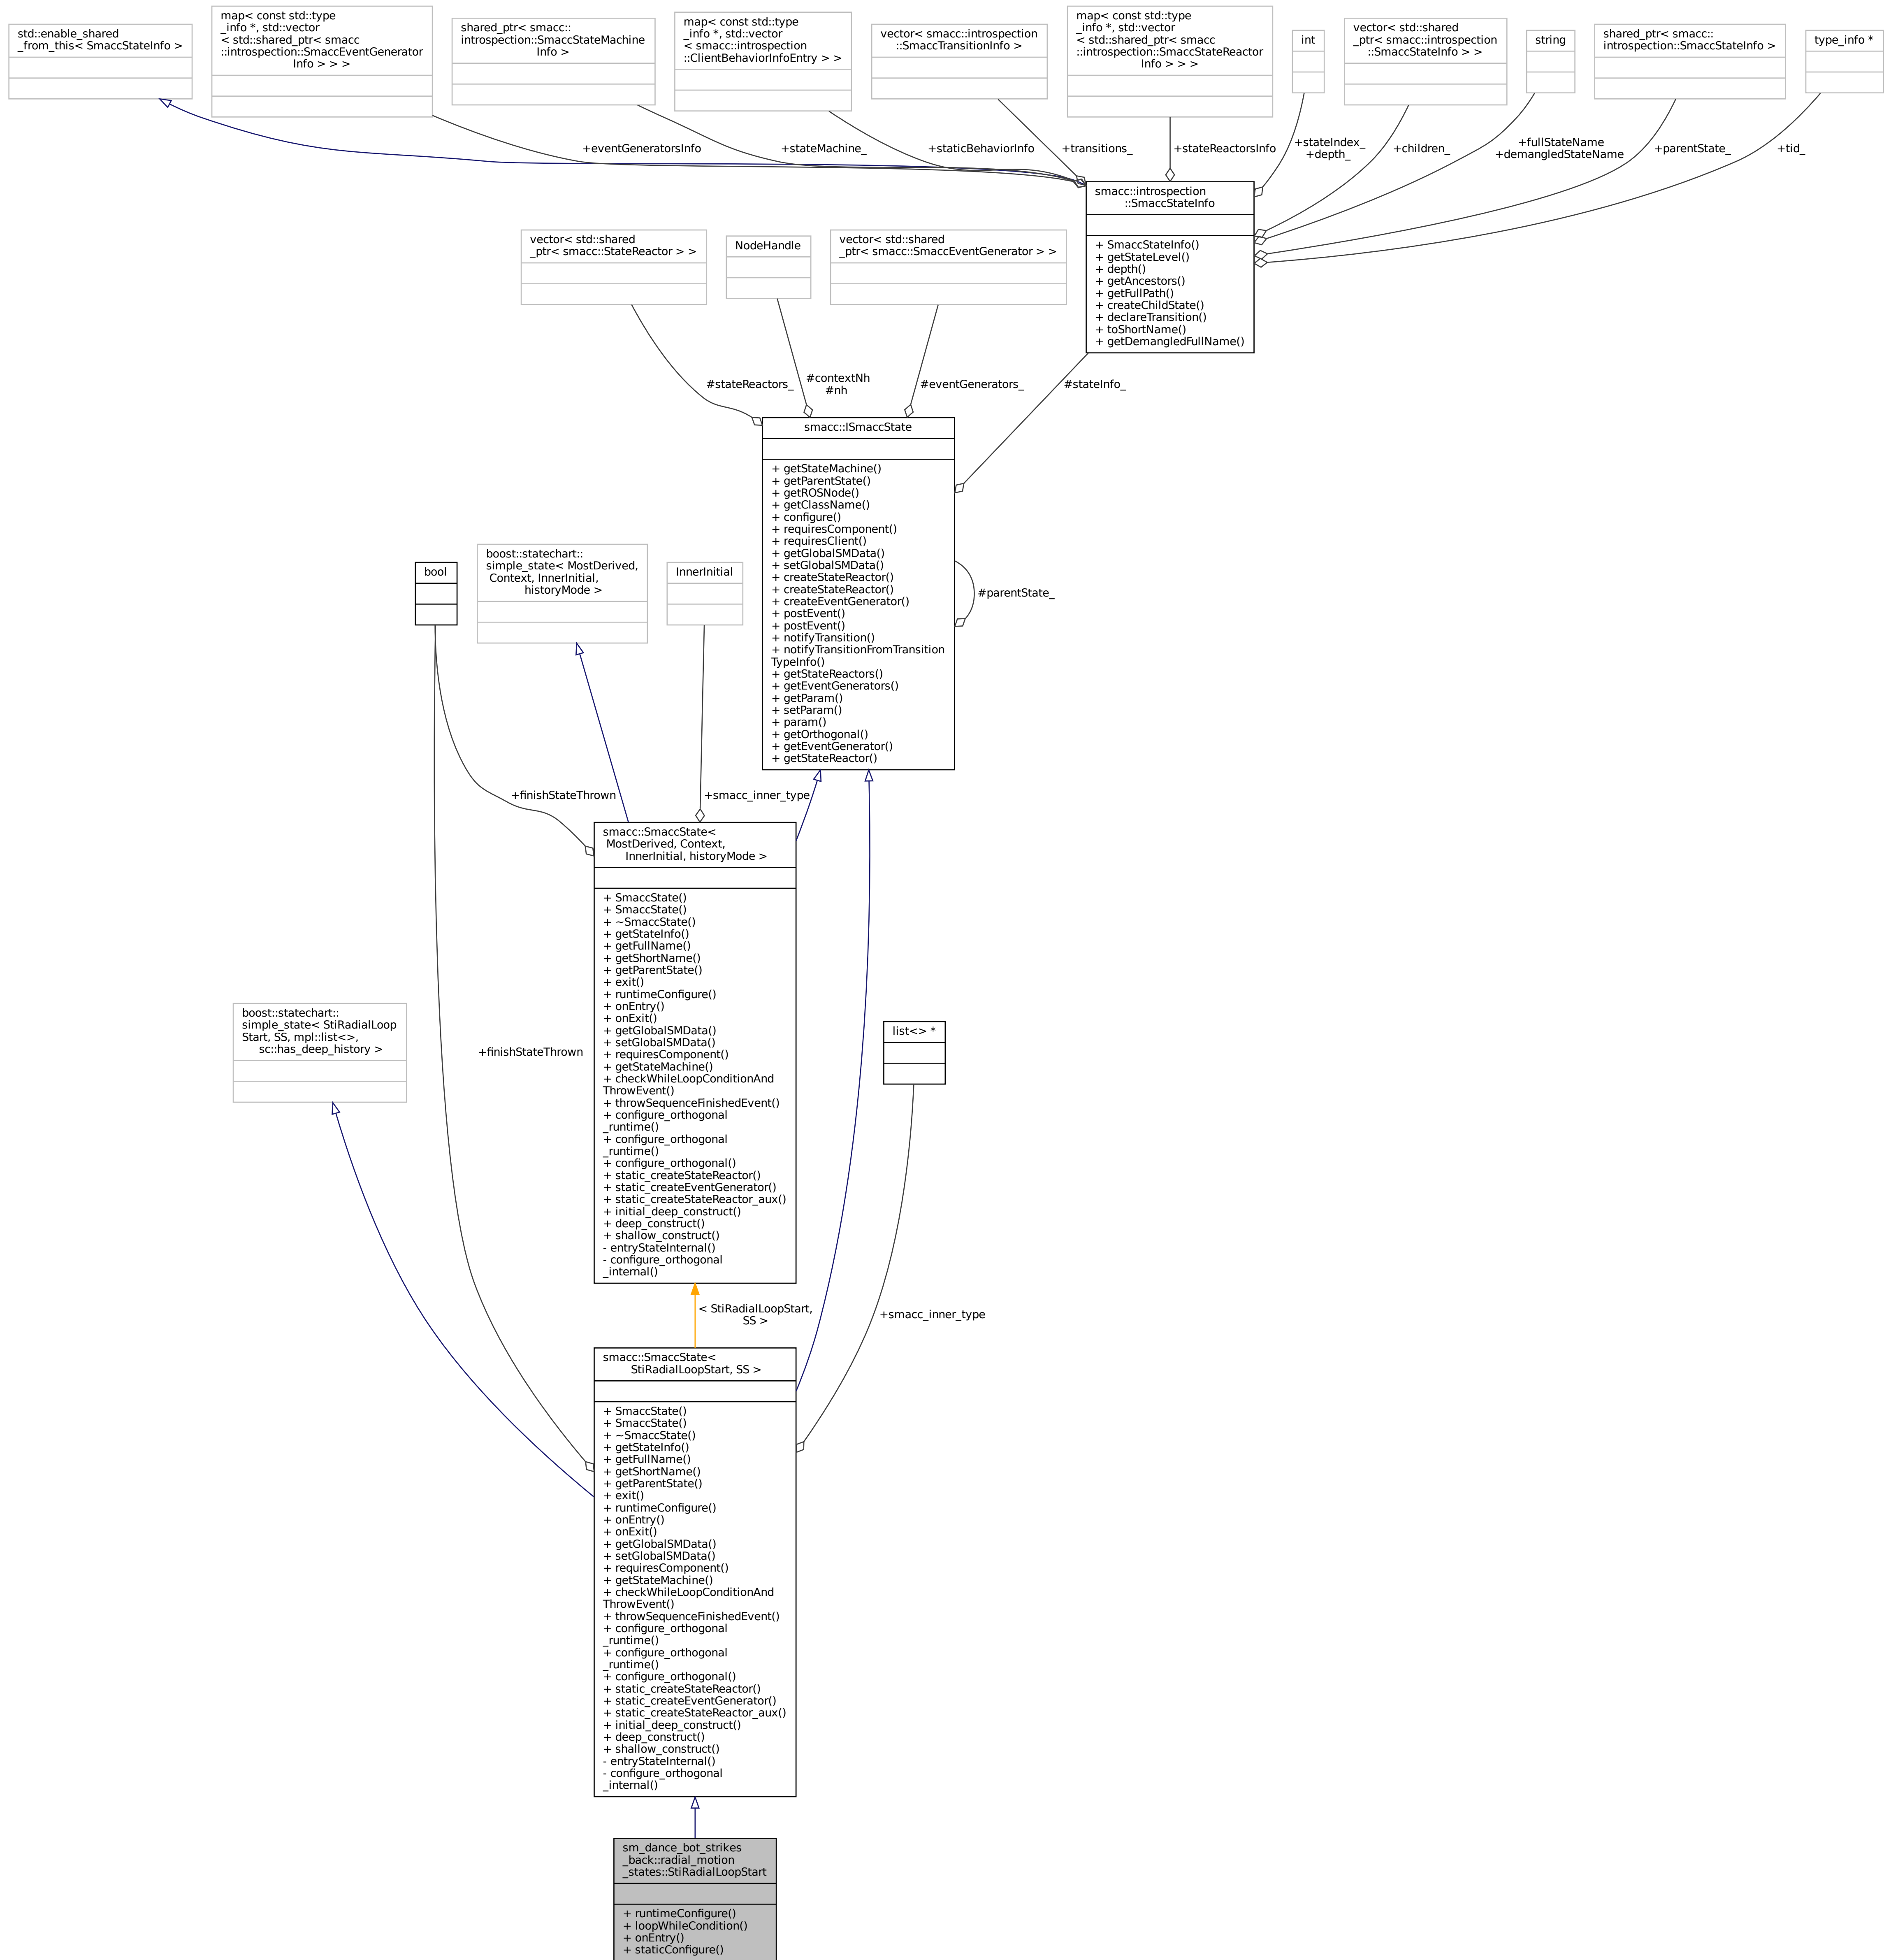 std::enable_shared
_from_this< SmaccStateInfo >
map< const std::type
_info *, std::vector
< std::shared_ptr< smacc
::introspection::SmaccEventGenerator
Info > > >
shared_ptr< smacc::
introspection::SmaccStateMachine
Info >
map< const std::type
_info *, std::vector
< smacc::introspection
::ClientBehaviorInfoEntry > >
vector< smacc::introspection
::SmaccTransitionInfo >
map< const std::type
_info *, std::vector
< std::shared_ptr< smacc
::introspection::SmaccStateReactor
Info > > >
int
vector< std::shared
_ptr< smacc::introspection
::SmaccStateInfo > >
string
shared_ptr< smacc::
introspection::SmaccStateInfo >
type_info *
+eventGeneratorsInfo
+stateMachine_
+staticBehaviorInfo
+transitions_
+stateReactorsInfo
+stateIndex_
+depth_
+children_
+fullStateName
+demangledStateName
+parentState_
+tid_
smacc::introspection
::SmaccStateInfo
+ SmaccStateInfo()
+ getStateLevel()
+ depth()
+ getAncestors()
+ getFullPath()
+ createChildState()
+ declareTransition()
+ toShortName()
+ getDemangledFullName()
vector< std::shared
_ptr< smacc::StateReactor > >
NodeHandle
vector< std::shared
_ptr< smacc::SmaccEventGenerator > >
#stateReactors_
#contextNh
#nh
#eventGenerators_
#stateInfo_
smacc::ISmaccState
+ getStateMachine()
+ getParentState()
+ getROSNode()
+ getClassName()
+ configure()
+ requiresComponent()
+ requiresClient()
+ getGlobalSMData()
+ setGlobalSMData()
+ createStateReactor()
+ createStateReactor()
+ createEventGenerator()
+ postEvent()
+ postEvent()
+ notifyTransition()
+ notifyTransitionFromTransition
TypeInfo()
+ getStateReactors()
+ getEventGenerators()
+ getParam()
+ setParam()
+ param()
+ getOrthogonal()
+ getEventGenerator()
+ getStateReactor()
#parentState_
bool
boost::statechart::
simple_state< MostDerived,
Context, InnerInitial,
historyMode >
InnerInitial
+finishStateThrown
+smacc_inner_type
smacc::SmaccState<
MostDerived, Context,
InnerInitial, historyMode >
+ SmaccState()
+ SmaccState()
+ ~SmaccState()
+ getStateInfo()
+ getFullName()
+ getShortName()
+ getParentState()
+ exit()
+ runtimeConfigure()
+ onEntry()
+ onExit()
+ getGlobalSMData()
+ setGlobalSMData()
+ requiresComponent()
+ getStateMachine()
+ checkWhileLoopConditionAnd
ThrowEvent()
+ throwSequenceFinishedEvent()
+ configure_orthogonal
_runtime()
+ configure_orthogonal
_runtime()
+ configure_orthogonal()
+ static_createStateReactor()
+ static_createEventGenerator()
+ static_createStateReactor_aux()
+ initial_deep_construct()
+ deep_construct()
+ shallow_construct()
- entryStateInternal()
- configure_orthogonal
_internal()
boost::statechart::
simple_state< StiRadialLoop
Start, SS, mpl::list<>,
sc::has_deep_history >
+finishStateThrown
list<> *
< StiRadialLoopStart,
SS >
+smacc_inner_type
smacc::SmaccState<
StiRadialLoopStart, SS >
+ SmaccState()
+ SmaccState()
+ ~SmaccState()
+ getStateInfo()
+ getFullName()
+ getShortName()
+ getParentState()
+ exit()
+ runtimeConfigure()
+ onEntry()
+ onExit()
+ getGlobalSMData()
+ setGlobalSMData()
+ requiresComponent()
+ getStateMachine()
+ checkWhileLoopConditionAnd
ThrowEvent()
+ throwSequenceFinishedEvent()
+ configure_orthogonal
_runtime()
+ configure_orthogonal
_runtime()
+ configure_orthogonal()
+ static_createStateReactor()
+ static_createEventGenerator()
+ static_createStateReactor_aux()
+ initial_deep_construct()
+ deep_construct()
+ shallow_construct()
- entryStateInternal()
- configure_orthogonal
_internal()
sm_dance_bot_strikes
_back::radial_motion
_states::StiRadialLoopStart
+ runtimeConfigure()
+ loopWhileCondition()
+ onEntry()
+ staticConfigure()